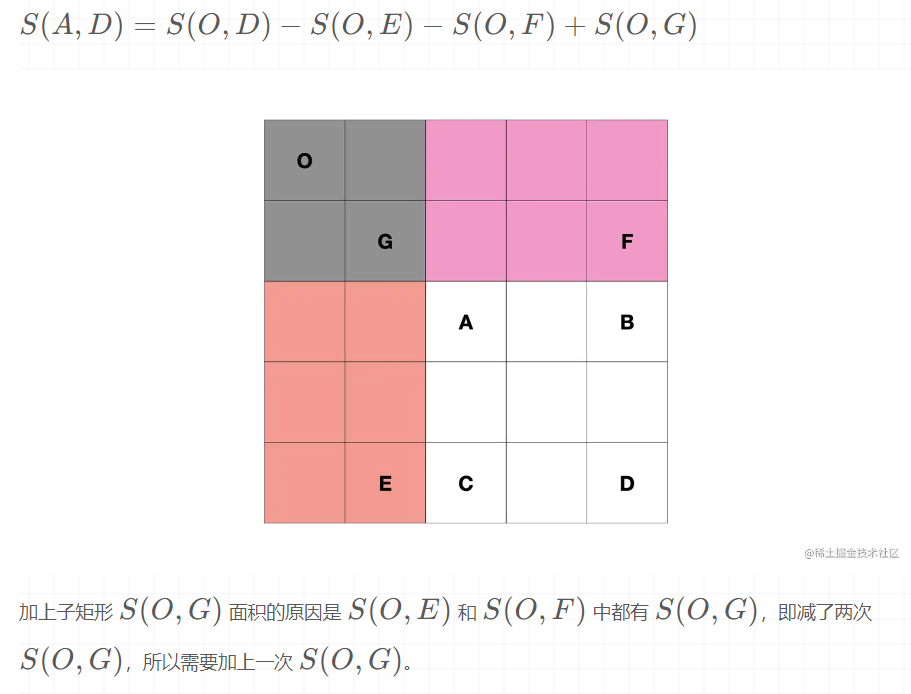 S(A, D) = S(O, D) − S(O, E) − S(O, F) + S(O, G)
O
G F
A B
E C D
@稀土掘金技术社区
加上子矩形 S(O, G) 面积的原因是 S(O, E) 和 S(O, F) 中都有 S(O, G)，即减了两次
S(O, G)，所以需要加上一次 S(O, G)。